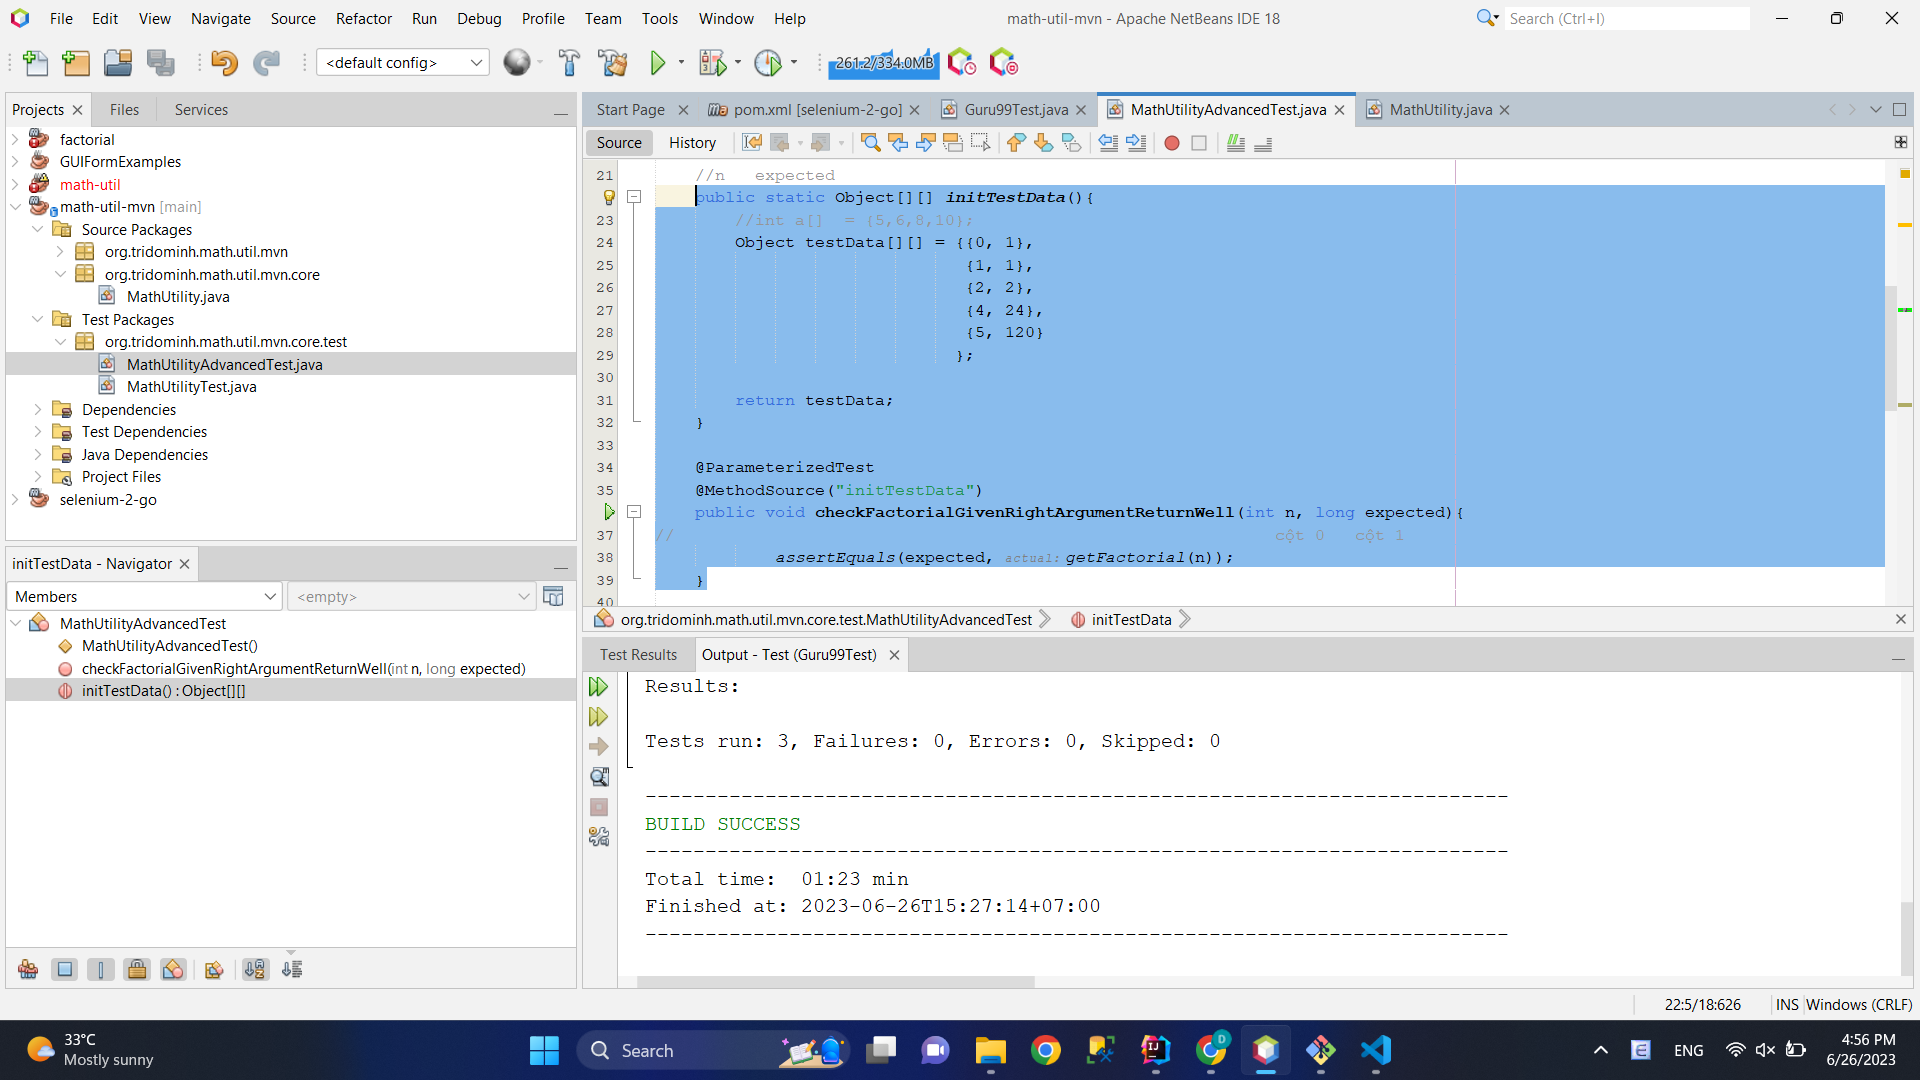 File Edit View Navigate Source Refactor Run Debug Profile Team Tools Window Help
math-util-mvn - Apache NetBeans IDE 18
Search (Ctrl+I)
<default config>
261.2/334.0MB
Projects Files Services
factorial
GUIFormExamples
math-util
math-util-mvn [main]
Source Packages
org.tridominh.math.util.mvn
org.tridominh.math.util.mvn.core
MathUtility.java
Test Packages
org.tridominh.math.util.mvn.core.test
MathUtilityAdvancedTest.java
MathUtilityTest.java
Dependencies
Test Dependencies
Java Dependencies
Project Files
selenium-2-go
initTestData - Navigator
Members
<empty>
MathUtilityAdvancedTest
MathUtilityAdvancedTest()
checkFactorialGivenRightArgumentReturnWell(int n, long expected)
initTestData() : Object[][]
Start Page pom.xml [selenium-2-go] Guru99Test.java MathUtilityAdvancedTest.java MathUtility.java
Source History
21 //n expected
public static Object[][] initTestData(){
23 //int a[] = {5,6,8,10};
24 Object testData[][] = {{0, 1},
25 {1, 1},
26 {2, 2},
27 {4, 24},
28 {5, 120}
29 };
30
31 return testData;
32 }
33
34 @ParameterizedTest
35 @MethodSource("initTestData")
public void checkFactorialGivenRightArgumentReturnWell(int n, long expected){
37 // cột 0 cột 1
38 assertEquals(expected, actual: getFactorial(n));
39 }
40
org.tridominh.math.util.mvn.core.test.MathUtilityAdvancedTest initTestData
Test Results Output - Test (Guru99Test)
Results:
Tests run: 3, Failures: 0, Errors: 0, Skipped: 0
------------------------------------------------------------------------
BUILD SUCCESS
------------------------------------------------------------------------
Total time: 01:23 min
Finished at: 2023-06-26T15:27:14+07:00
------------------------------------------------------------------------
22:5/18:626 INS Windows (CRLF)
33°C
Mostly sunny
Search
ENG
4:56 PM
6/26/2023